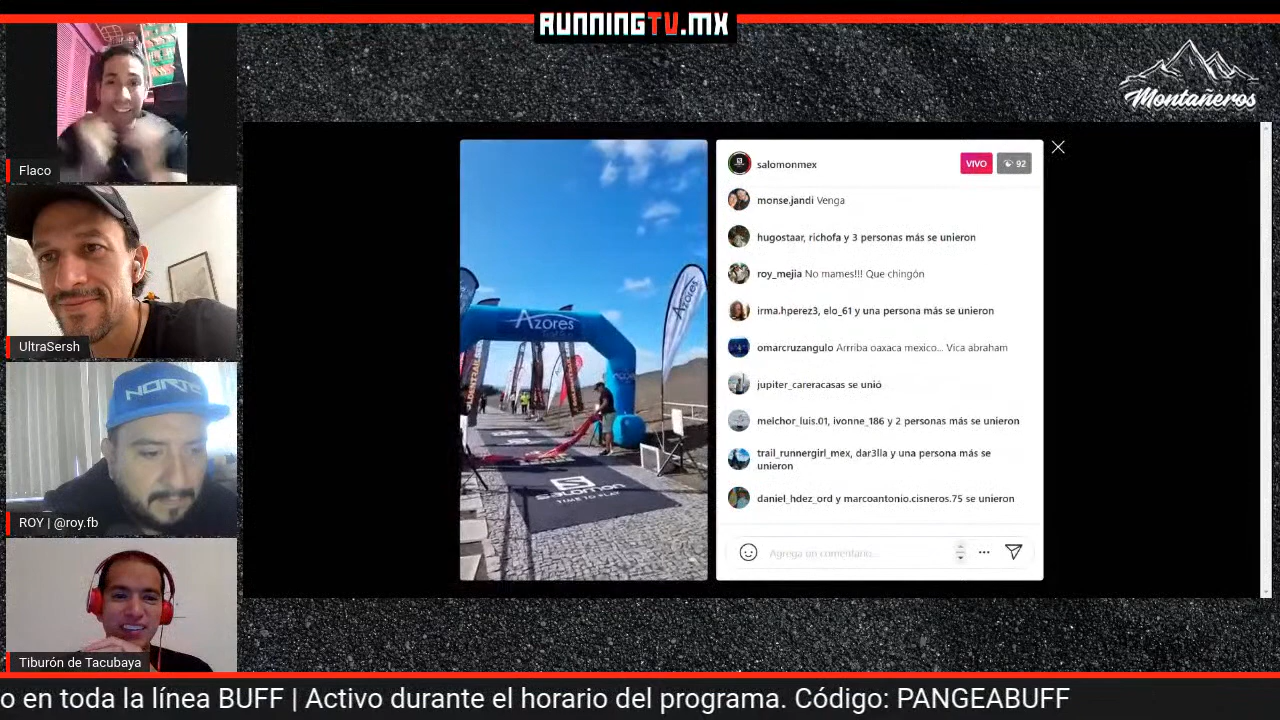 RUNNINGTV.MX
Montañeros
Flaco
UltraSersh
NORTE
ROY | @roy.fb
Tiburón de Tacubaya
Azores
Azores
SALOMON
TIME TO PLAY
salomonmex
VIVO
92
monse.jandi Venga
hugostaar, richofa y 3 personas más se unieron
roy_mejia No mames!!! Que chingón
irma.hperez3, elo_61 y una persona más se unieron
omarcruzangulo Arrriba oaxaca mexico... Vica abraham
jupiter_careracasas se unió
melchor_luis.01, ivonne_186 y 2 personas más se unieron
trail_runnergirl_mex, dar3lla y una persona más se
unieron
daniel_hdez_ord y marcoantonio.cisneros.75 se unieron
Agrega un comentario...
o en toda la línea BUFF | Activo durante el horario del programa. Código: PANGEABUFF